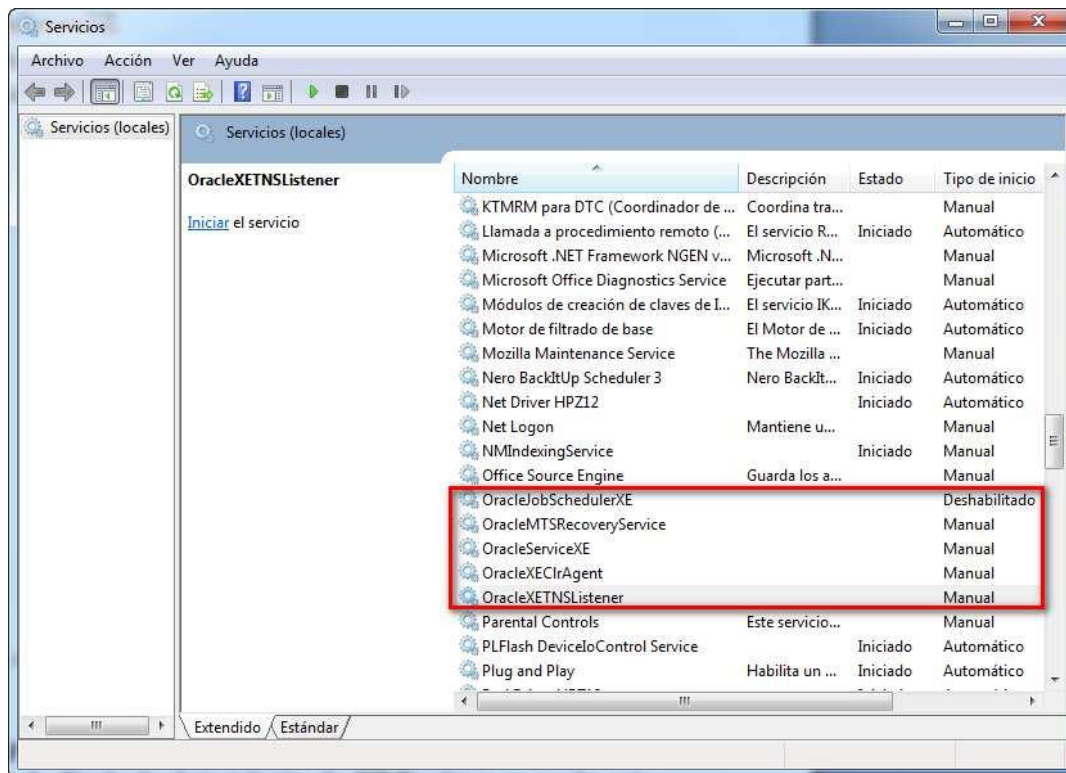 Servicios
Archivo Acción Ver Ayuda
Servicios (locales)
Servicios (locales)
OracleXETNSListener
Iniciar el servicio
Nombre Descripción Estado Tipo de inicio
KTMRM para DTC (Coordinador de ... Coordina tra... Manual
Llamada a procedimiento remoto (... El servicio R... Iniciado Automático
Microsoft .NET Framework NGEN v... Microsoft .N... Manual
Microsoft Office Diagnostics Service Ejecutar part... Manual
Módulos de creación de claves de I... El servicio IK... Iniciado Automático
Motor de filtrado de base El Motor de ... Iniciado Automático
Mozilla Maintenance Service The Mozilla ... Manual
Nero BackItUp Scheduler 3 Nero BackIt... Iniciado Automático
Net Driver HPZ12 Iniciado Automático
Net Logon Mantiene u... Manual
NMIndexingService Iniciado Manual
Office Source Engine Guarda los a... Manual
OracleJobSchedulerXE Deshabilitado
OracleMTSRecoveryService Manual
OracleServiceXE Manual
OracleXEClrAgent Manual
OracleXETNSListener Manual
Parental Controls Este servicio... Manual
PLFlash DeviceIoControl Service Iniciado Automático
Plug and Play Habilita un ... Iniciado Automático
Extendido Estándar